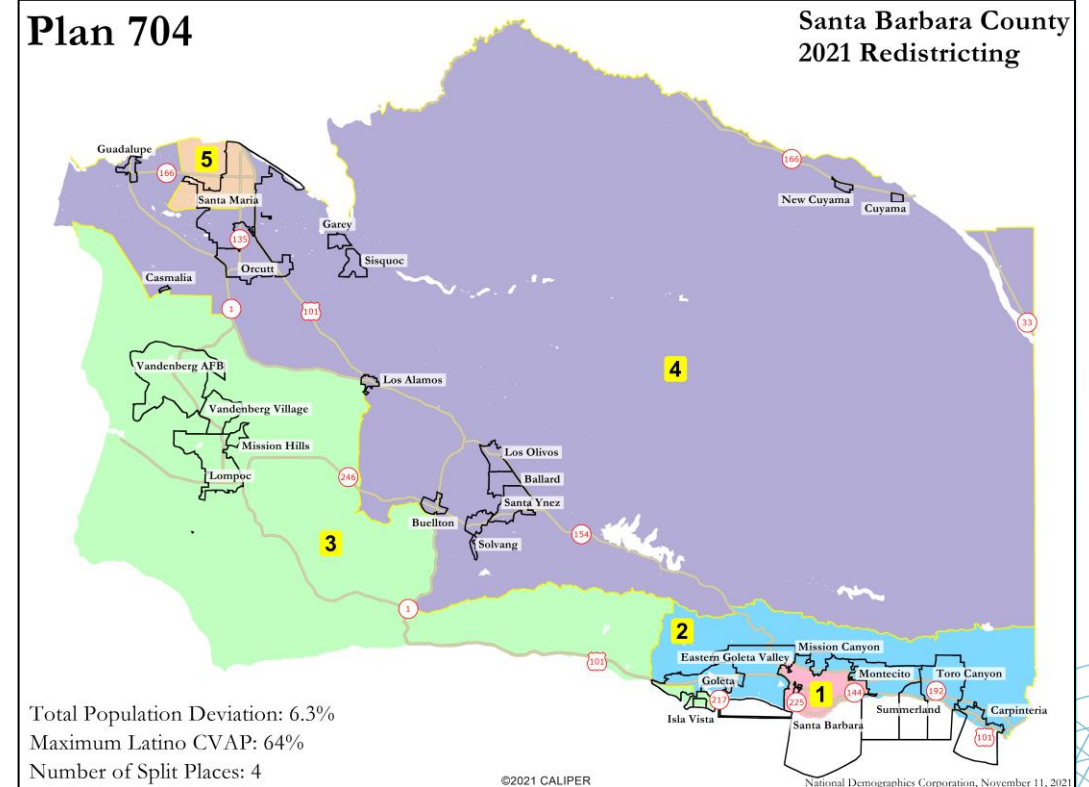 Plan 704
Santa Barbara County
2021 Redistricting
Guadalupe
166
5
Santa Maria
166
New Cuyama
Cuyama
Garey
135
Sisquoc
Orcutt
Casmalia
1
101
33
4
Vandenberg AFB
Los Alamos
Vandenberg Village
Mission Hills
Los Olivos
Lompoc
246
Ballard
Santa Ynez
Buellton
Solvang
154
3
1
2
Mission Canyon
Eastern Goleta Valley
101
Goleta
Montecito
Toro Canyon
217
225
1
144
192
Isla Vista
Santa Barbara
Summerland
Carpinteria
101
Total Population Deviation: 6.3%
Maximum Latino CVAP: 64%
Number of Split Places: 4
©2021 CALIPER
National Demographics Corporation, November 11, 2021